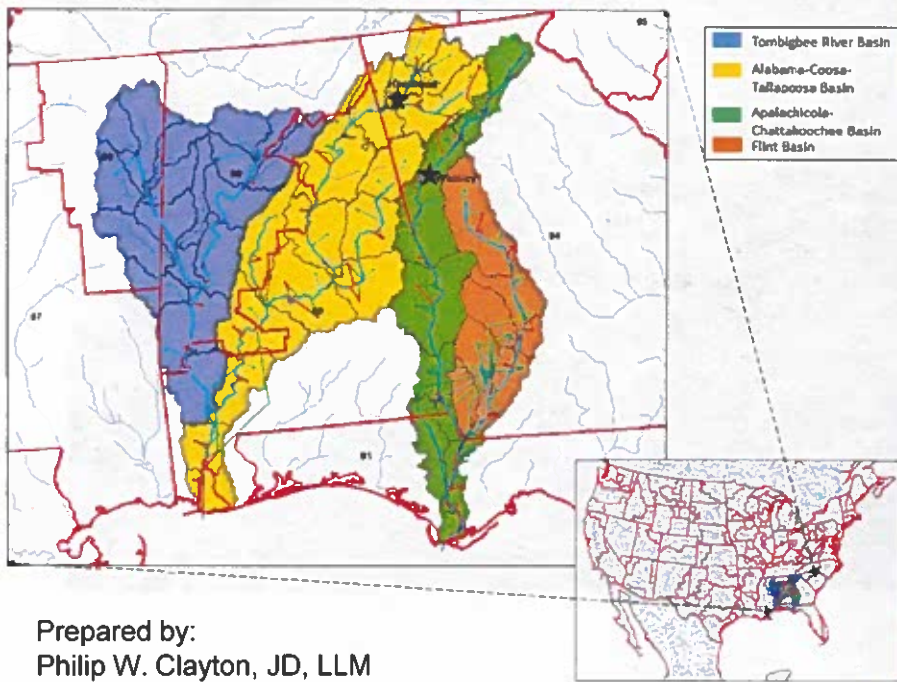 Tombigbee River Basin
Alabama-Coosa-
Tallapoosa Basin
Apalachicola-
Chattahoochee Basin
Flint Basin
Prepared by:
Philip W. Clayton, JD, LLM